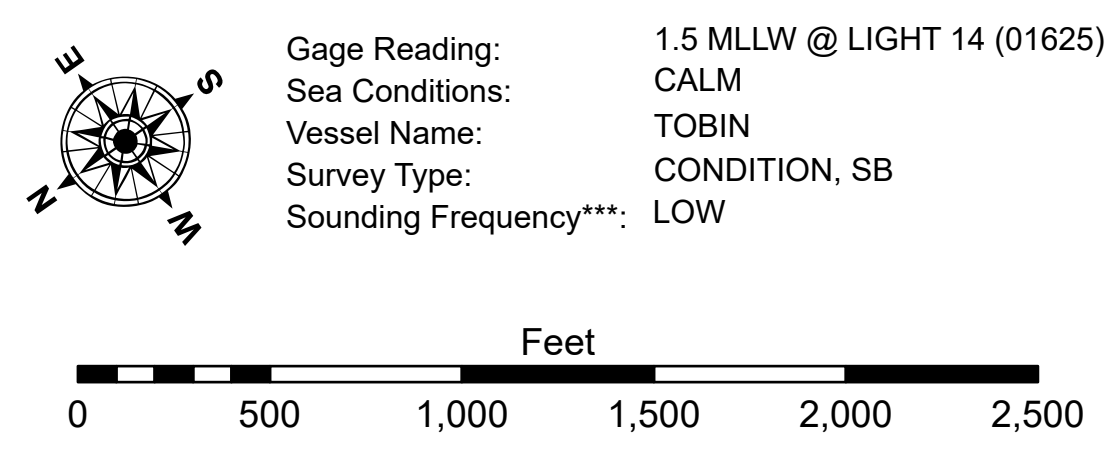 E
S
N
W
Gage Reading: 1.5 MLLW @ LIGHT 14 (01625)
Sea Conditions: CALM
Vessel Name: TOBIN
Survey Type: CONDITION, SB
Sounding Frequency***: LOW
Feet
0 500 1,000 1,500 2,000 2,500